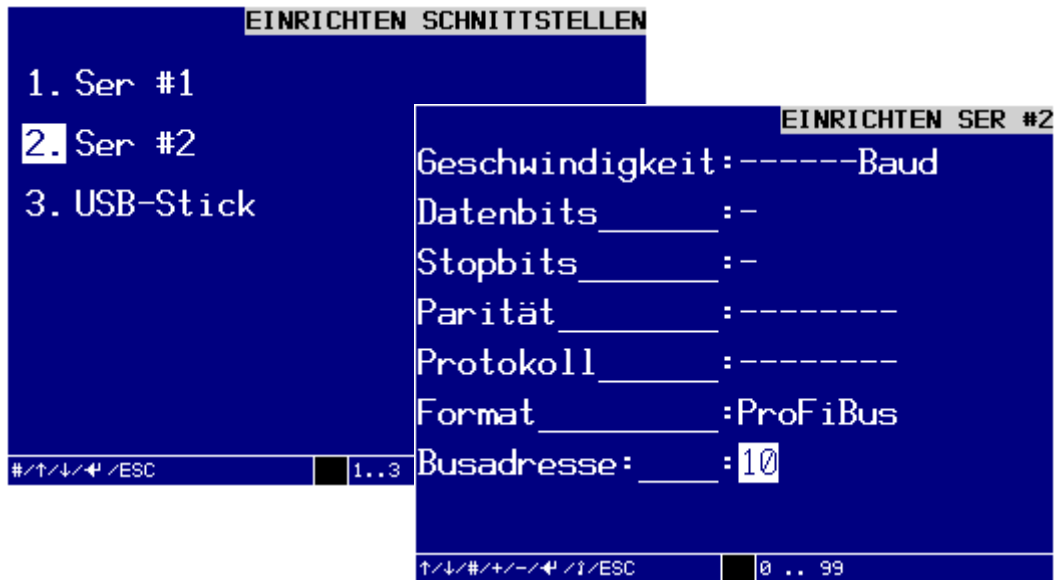 EINRICHTEN SCHNITTSTELLEN
1. Ser #1
2. Ser #2
3. USB-Stick
#/↑/↓/↵ /ESC 1..3
EINRICHTEN SER #2
Geschwindigkeit:------Baud
Datenbits______:-
Stopbits_______:-
Parität________:--------
Protokoll______:--------
Format_________:ProFiBus
Busadresse:____:10
↑/↓/#/+/-/↵ /⇧/ESC 0 .. 99